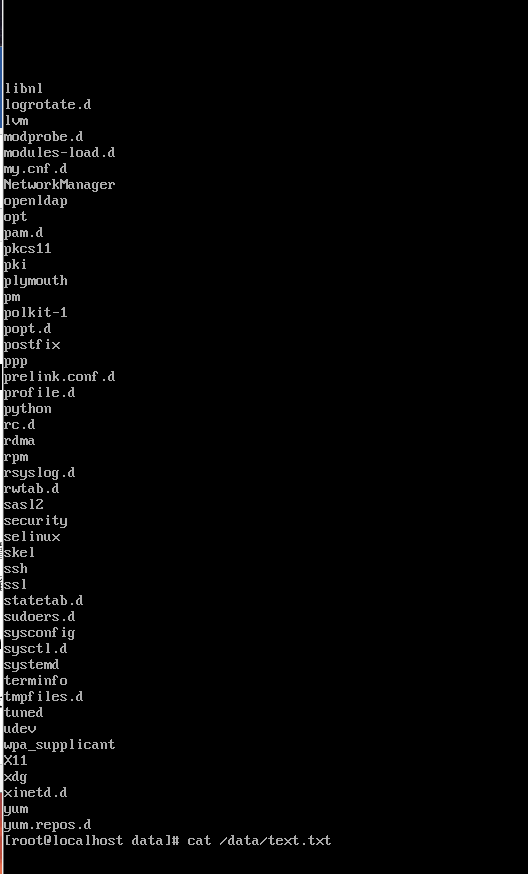 libnl
logrotate.d
lvm
modprobe.d
modules-load.d
my.cnf.d
NetworkManager
openldap
opt
pam.d
pkcs11
pki
plymouth
pm
polkit-1
popt.d
postfix
ppp
prelink.conf.d
profile.d
python
rc.d
rdma
rpm
rsyslog.d
rwtab.d
sasl2
security
selinux
skel
ssh
ssl
statetab.d
sudoers.d
sysconfig
sysctl.d
systemd
terminfo
tmpfiles.d
tuned
udev
wpa_supplicant
X11
xdg
xinetd.d
yum
yum.repos.d
[root@localhost data]# cat /data/text.txt